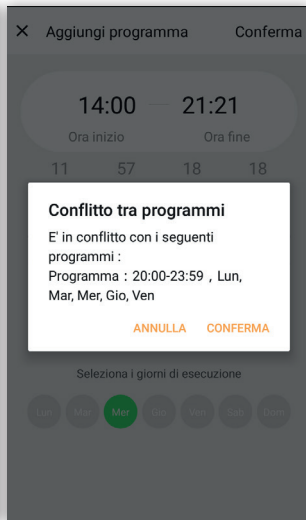 × Aggiungi programma Conferma
14:00 — 21:21
Ora inizio Ora fine
11 57 18 18
Conflitto tra programmi
E' in conflitto con i seguenti
programmi :
Programma : 20:00-23:59 , Lun,
Mar, Mer, Gio, Ven
ANNULLA CONFERMA
Seleziona i giorni di esecuzione
Lun Mar Mer Gio Ven Sab Dom